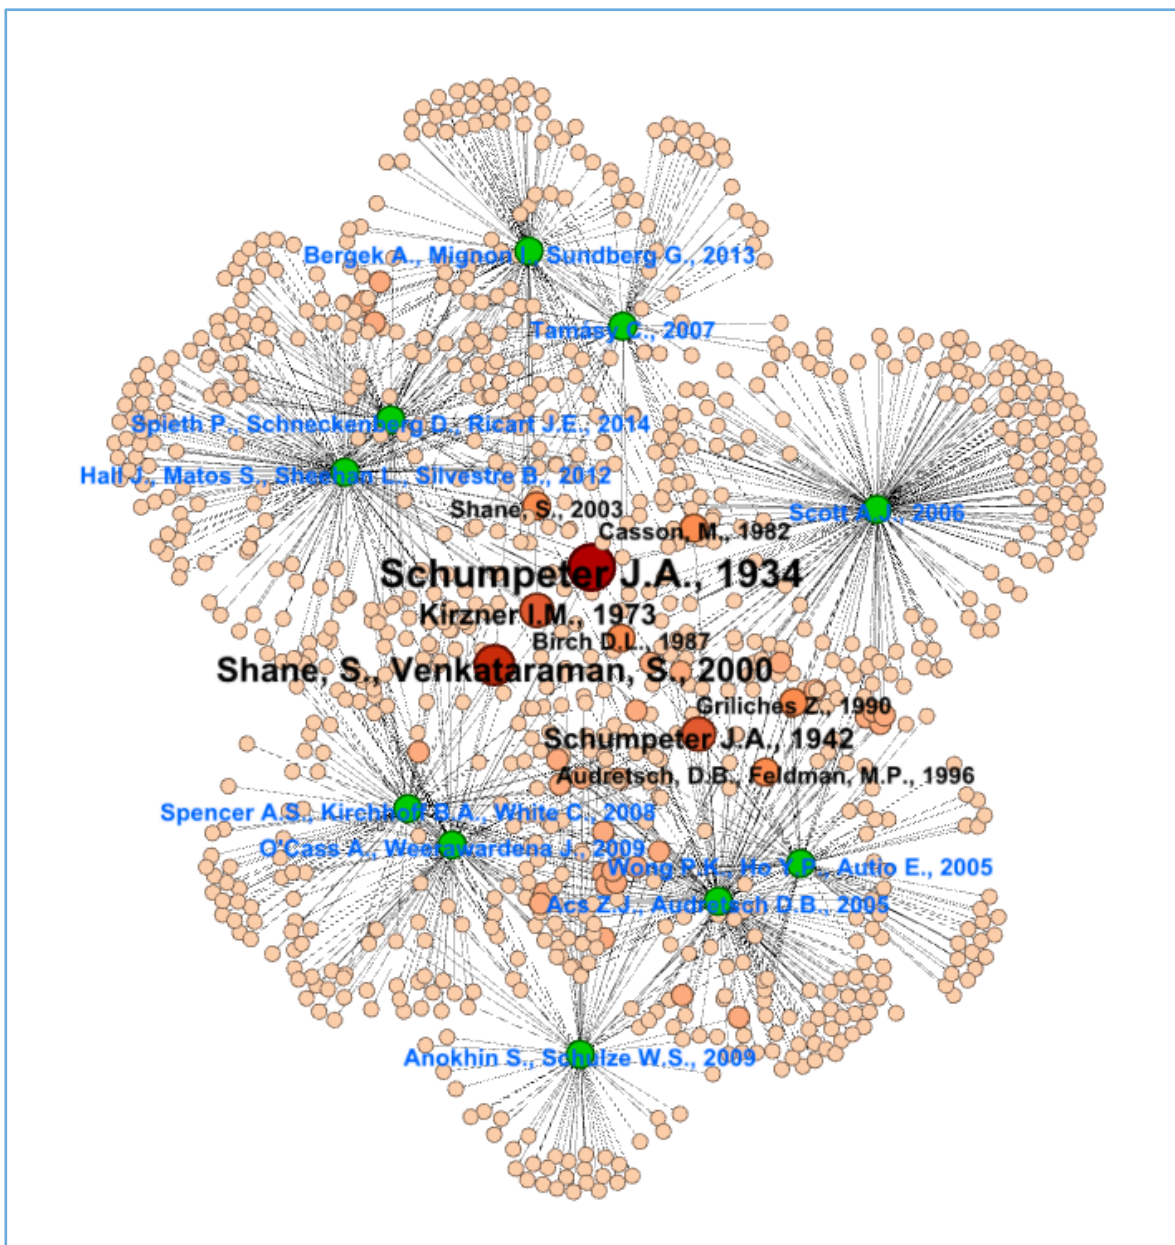 Bergek A., Mignon I., Sundberg G., 2013
Tamásy C., 2007
Spieth P., Schneckenberg D., Ricart J.E., 2014
Hall J., Matos S., Sheehan L., Silvestre B., 2012
Shane, S., 2003
Scott A.J., 2006
Casson, M., 1982
Schumpeter J.A., 1934
Kirzner I.M., 1973
Birch D.L., 1987
Shane, S., Venkataraman, S., 2000
Griliches Z., 1990
Schumpeter J.A., 1942
Audretsch, D.B., Feldman, M.P., 1996
Spencer A.S., Kirchhoff B.A., White C., 2008
O'Cass A., Weerawardena J., 2009
Wong P.K., Ho Y.P., Autio E., 2005
Acs Z.J., Audretsch D.B., 2005
Anokhin S., Schulze W.S., 2009